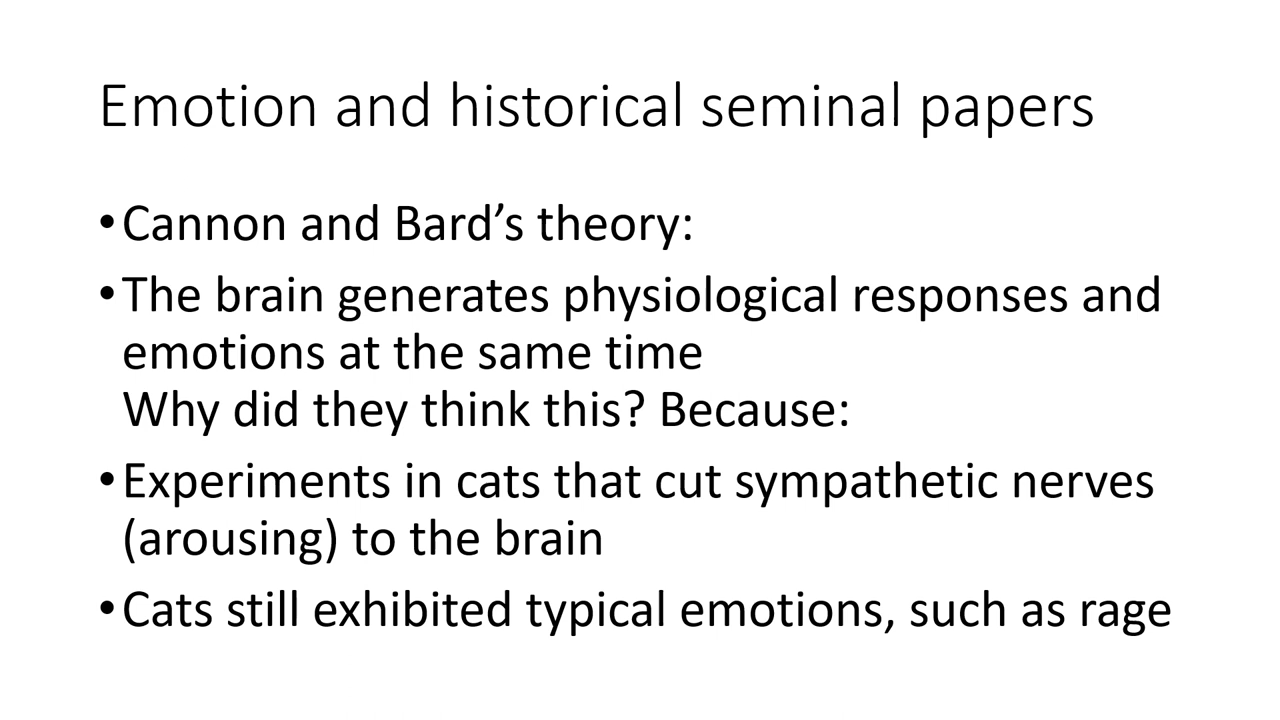 Emotion and historical seminal papers
•Cannon and Bard’s theory:
•The brain generates physiological responses and
emotions at the same time
Why did they think this? Because:
•Experiments in cats that cut sympathetic nerves
(arousing) to the brain
•Cats still exhibited typical emotions, such as rage